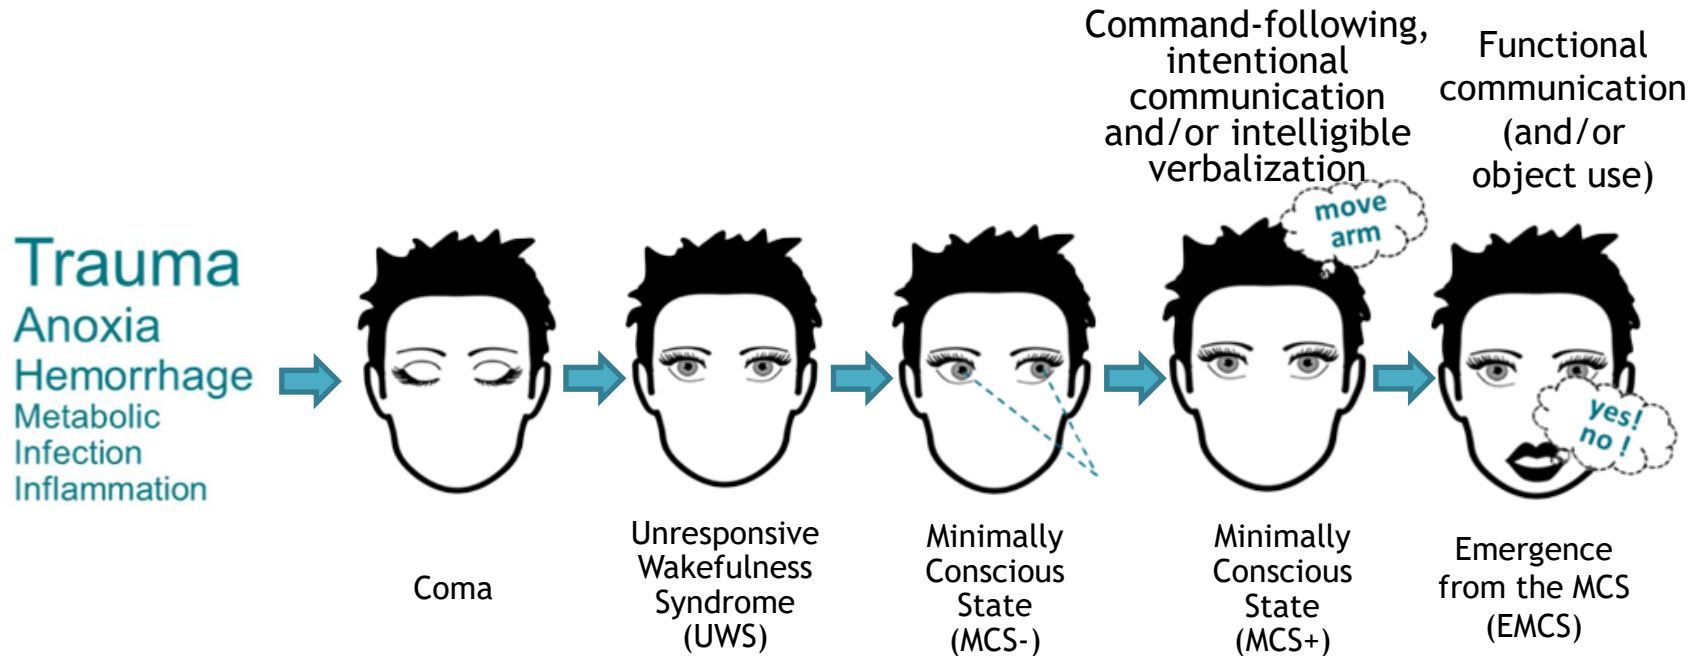 Command-following,
intentional
communication
and/or intelligible
verbalization
Functional
communication
(and/or
object use)
move
arm
Trauma
Anoxia
Hemorrhage
Metabolic
Infection
Inflammation
yes!
no !
Coma
Unresponsive
Wakefulness
Syndrome
(UWS)
Minimally
Conscious
State
(MCS-)
Minimally
Conscious
State
(MCS+)
Emergence
from the MCS
(EMCS)